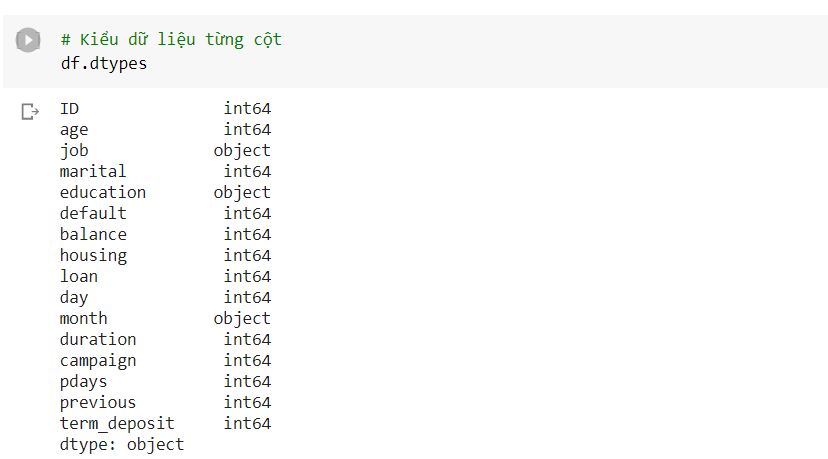 # Kiểu dữ liệu từng cột
df.dtypes
ID int64
age int64
job object
marital int64
education object
default int64
balance int64
housing int64
loan int64
day int64
month object
duration int64
campaign int64
pdays int64
previous int64
term_deposit int64
dtype: object